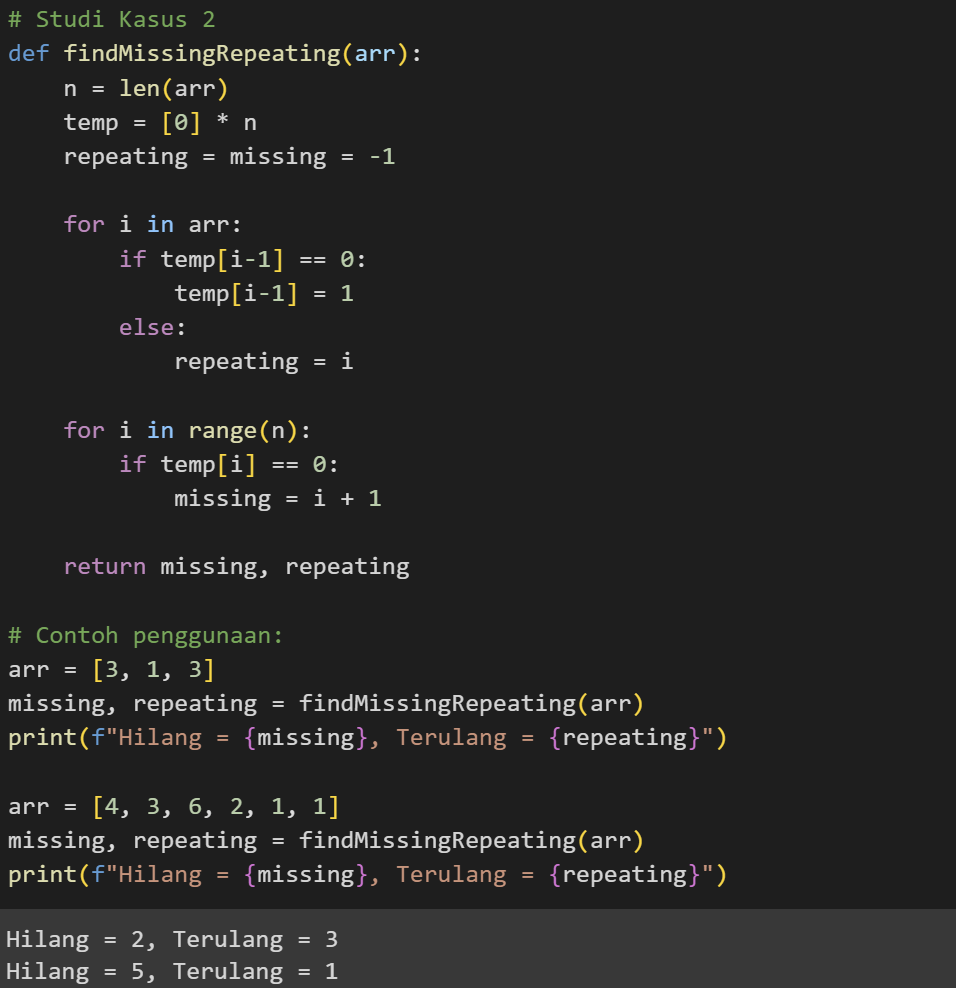 # Studi Kasus 2
def findMissingRepeating(arr):
    n = len(arr)
    temp = [0] * n
    repeating = missing = -1

    for i in arr:
        if temp[i-1] == 0:
            temp[i-1] = 1
        else:
            repeating = i

    for i in range(n):
        if temp[i] == 0:
            missing = i + 1

    return missing, repeating

# Contoh penggunaan:
arr = [3, 1, 3]
missing, repeating = findMissingRepeating(arr)
print(f"Hilang = {missing}, Terulang = {repeating}")

arr = [4, 3, 6, 2, 1, 1]
missing, repeating = findMissingRepeating(arr)
print(f"Hilang = {missing}, Terulang = {repeating}")

Hilang = 2, Terulang = 3
Hilang = 5, Terulang = 1